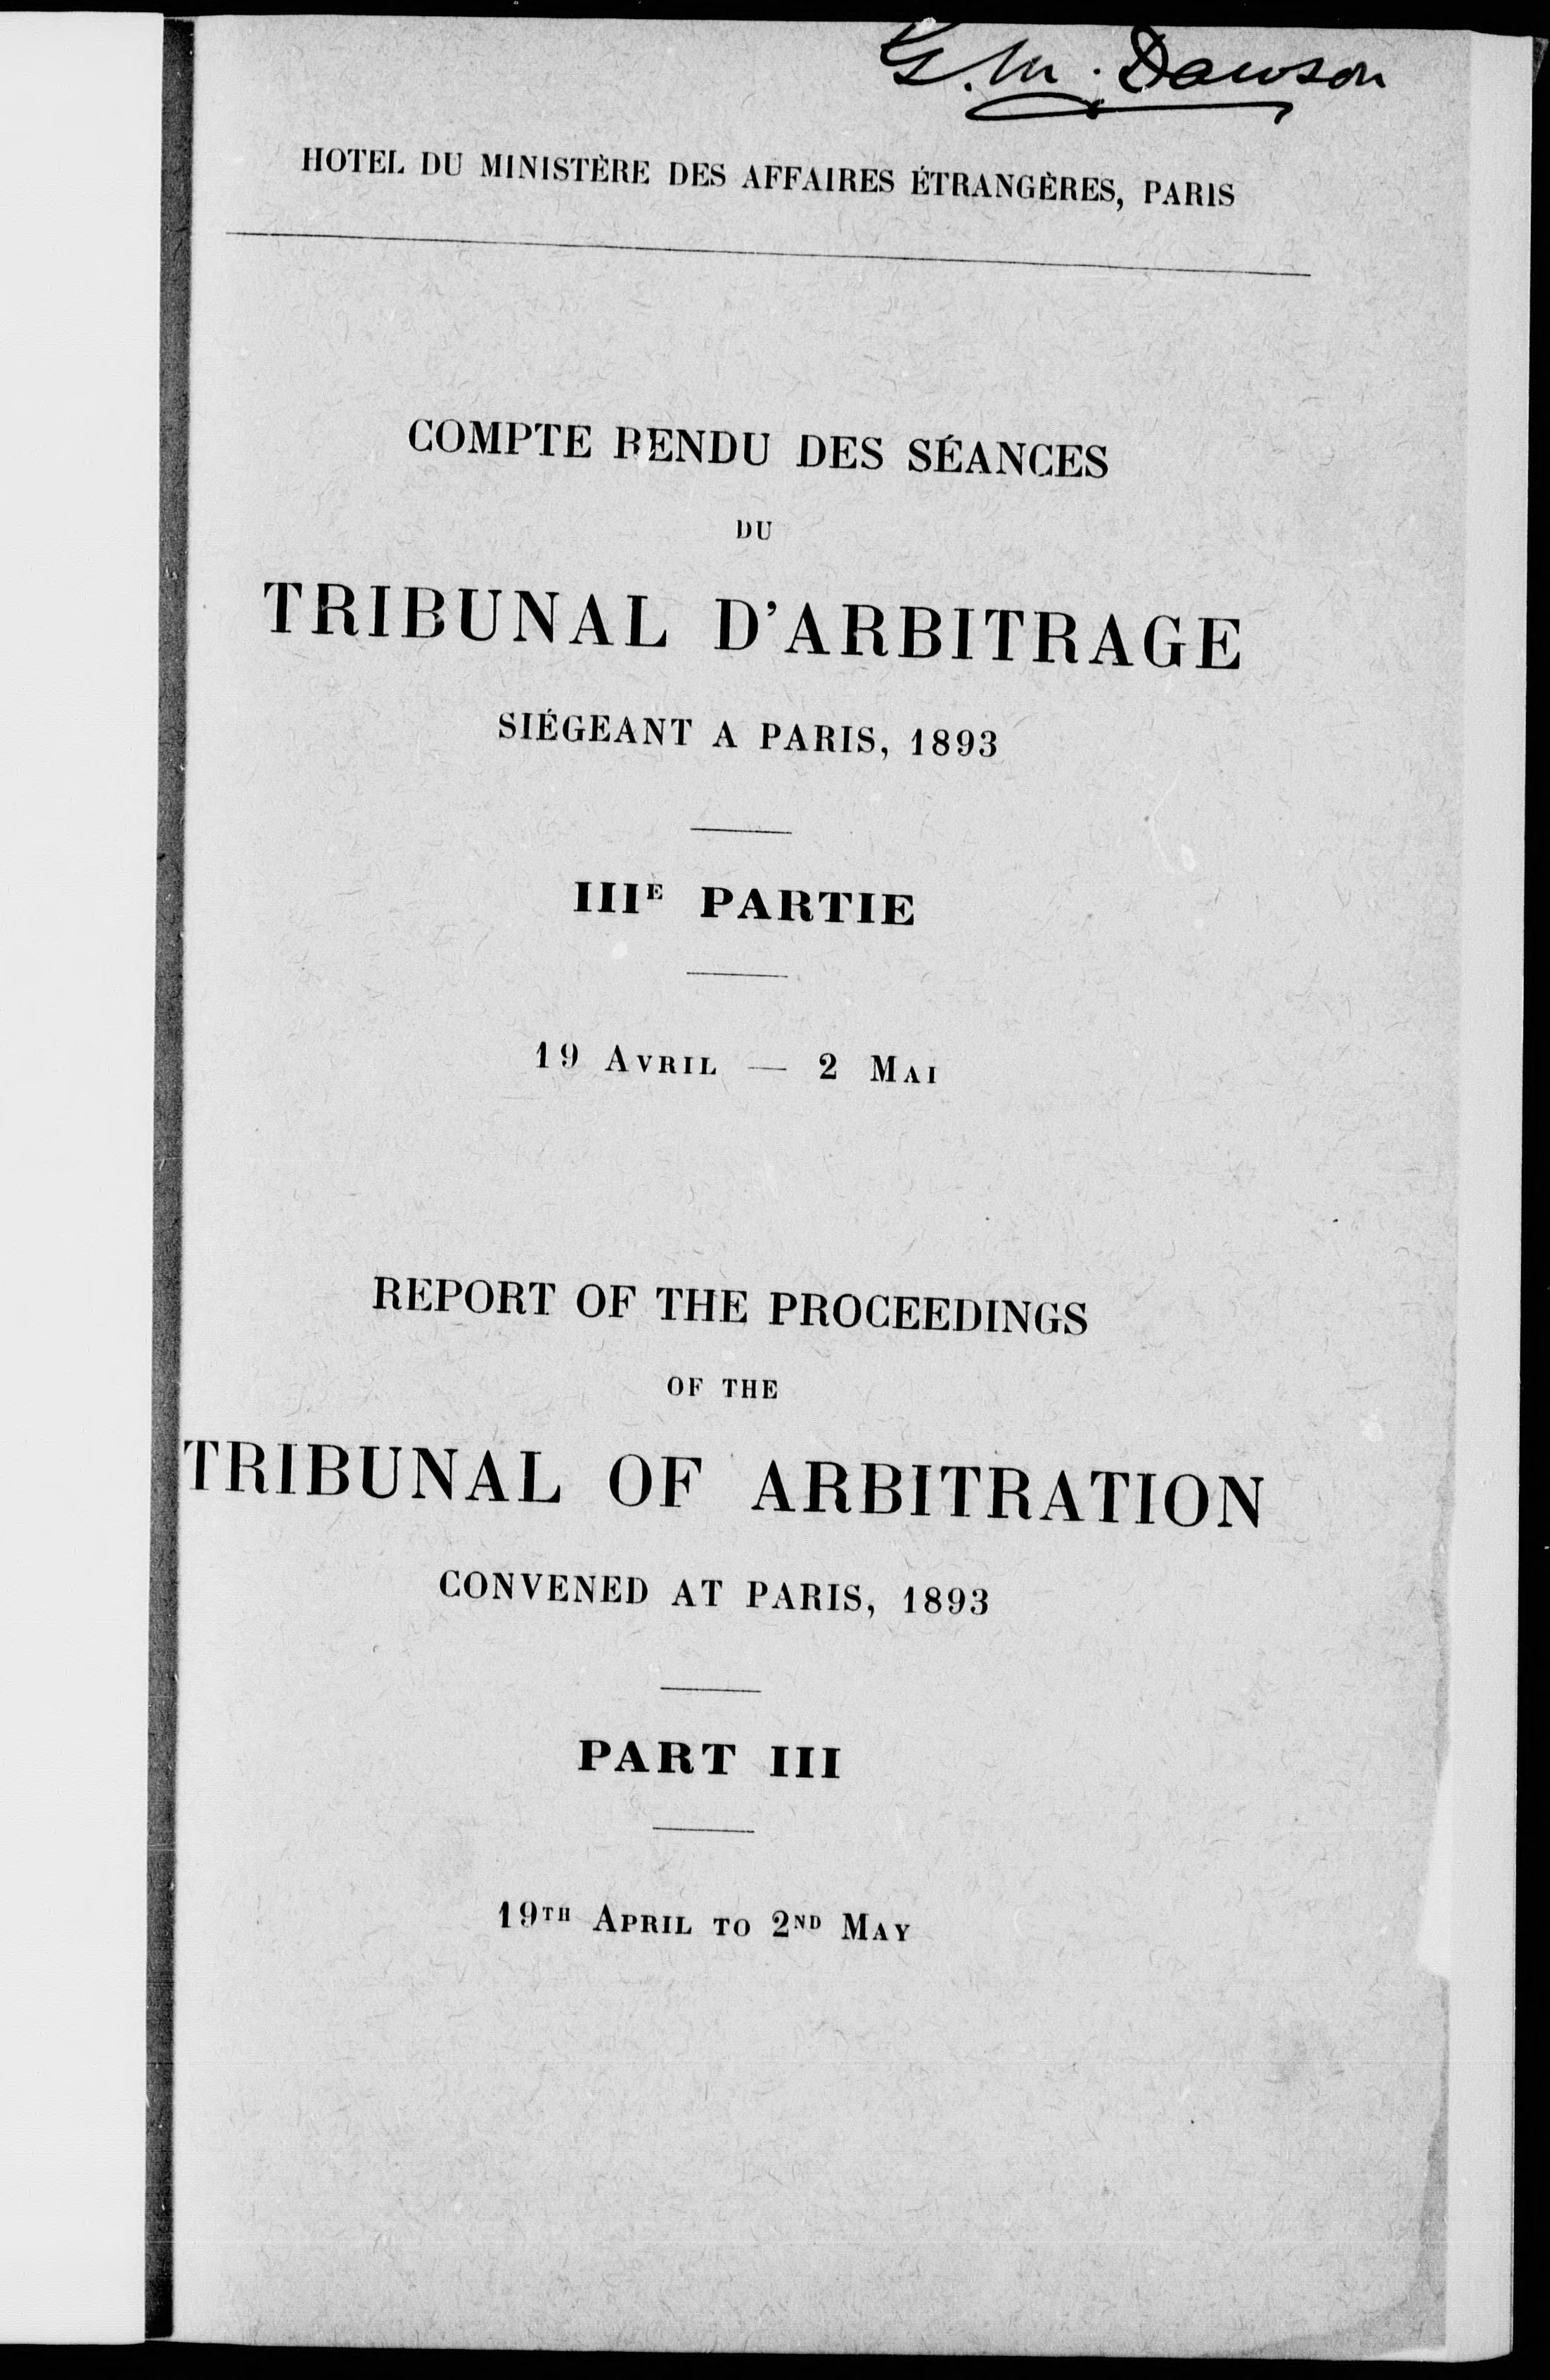 G. M. Dawson
HOTEL DU MINISTÈRE DES AFFAIRES ÉTRANGÈRES, PARIS
COMPTE RENDU DES SÉANCES
DU
TRIBUNAL D'ARBITRAGE
SIÉGEANT A PARIS, 1893
IIIE PARTIE
19 AVRIL — 2 MAI
REPORT OF THE PROCEEDINGS
OF THE
TRIBUNAL OF ARBITRATION
CONVENED AT PARIS, 1893
PART III
19TH APRIL TO 2ND MAY